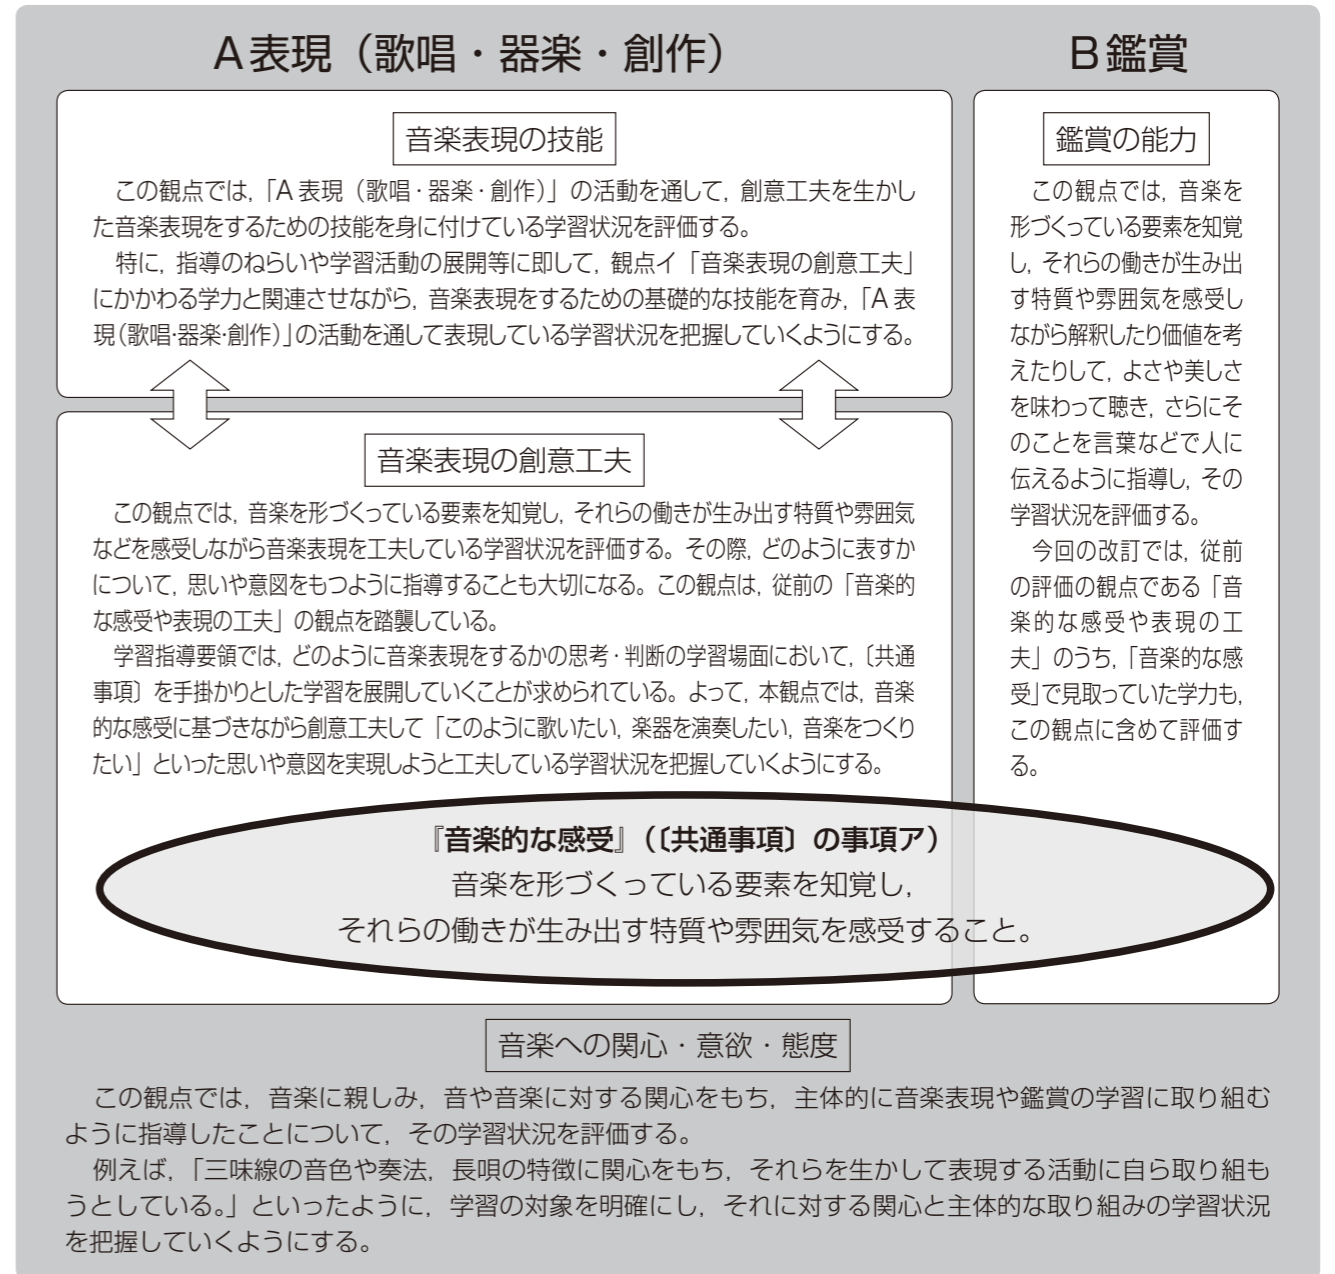 A表現（歌唱・器楽・創作）
音楽表現の技能
この観点では，「A 表現（歌唱・器楽・創作）」の活動を通して，創意工夫を生かし
た音楽表現をするための技能を身に付けている学習状況を評価する。
特に，指導のねらいや学習活動の展開等に即して，観点イ「音楽表現の創意工夫」
にかかわる学力と関連させながら，音楽表現をするための基礎的な技能を育み，「A 表
現（歌唱・器楽・創作）」の活動を通して表現している学習状況を把握していくようにする。
音楽表現の創意工夫
この観点では，音楽を形づくっている要素を知覚し，それらの働きが生み出す特質や雰囲気
などを感受しながら音楽表現を工夫している学習状況を評価する。その際，どのように表すか
について，思いや意図をもつように指導することも大切になる。この観点は，従前の「音楽的
な感受や表現の工夫」の観点を踏襲している。
学習指導要領では，どのように音楽表現をするかの思考・判断の学習場面において，〔共通
事項〕を手掛かりとした学習を展開していくことが求められている。よって，本観点では，音楽
的な感受に基づきながら創意工夫して「このように歌いたい，楽器を演奏したい，音楽をつくり
たい」といった思いや意図を実現しようと工夫している学習状況を把握していくようにする。
B鑑賞
鑑賞の能力
この観点では，音楽を
形づくっている要素を知覚
し，それらの働きが生み出
す特質や雰囲気を感受し
ながら解釈したり価値を考
えたりして，よさや美しさ
を味わって聴き，さらにそ
のことを言葉などで人に
伝えるように指導し，その
学習状況を評価する。
今回の改訂では，従前
の評価の観点である「音
楽的な感受や表現の工
夫」のうち，「音楽的な感
受」で見取っていた学力も，
この観点に含めて評価す
る。
『音楽的な感受』（〔共通事項〕の事項ア）
音楽を形づくっている要素を知覚し，
それらの働きが生み出す特質や雰囲気を感受すること。
音楽への関心・意欲・態度
この観点では，音楽に親しみ，音や音楽に対する関心をもち，主体的に音楽表現や鑑賞の学習に取り組む
ように指導したことについて，その学習状況を評価する。
例えば，「三味線の音色や奏法，長唄の特徴に関心をもち，それらを生かして表現する活動に自ら取り組も
うとしている。」といったように，学習の対象を明確にし，それに対する関心と主体的な取り組みの学習状況
を把握していくようにする。